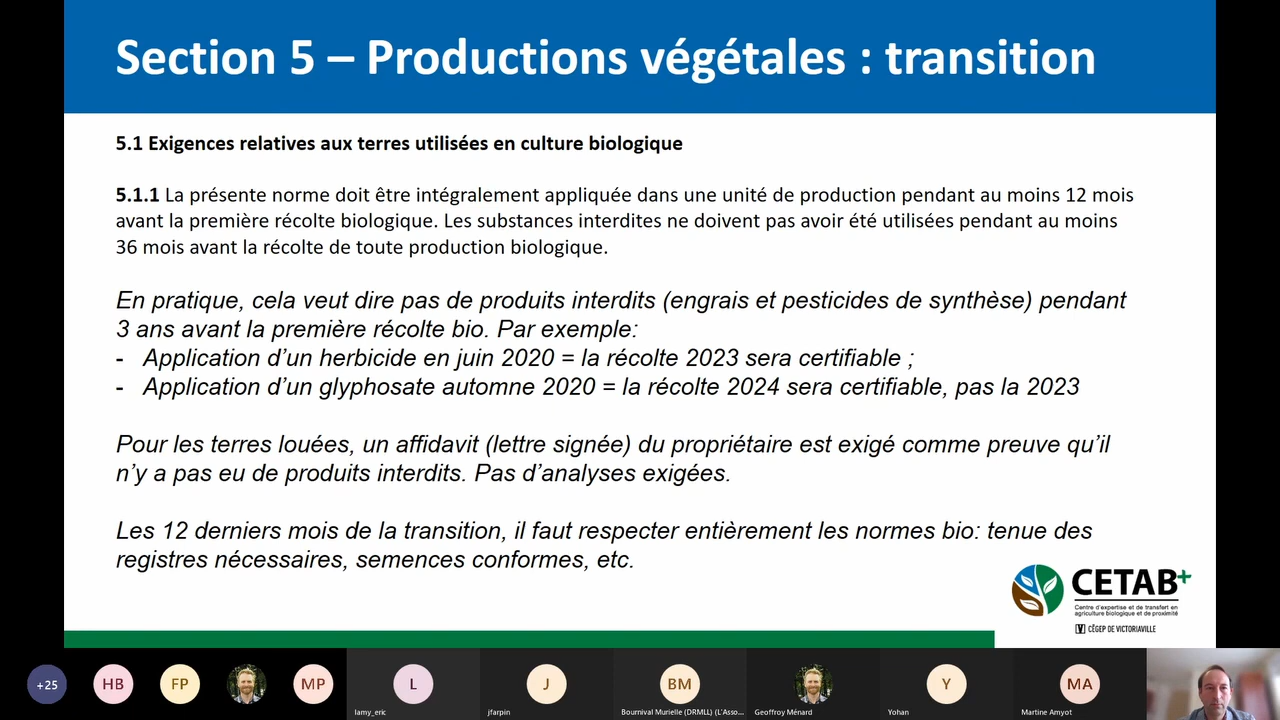 Section 5 – Productions végétales : transition
5.1 Exigences relatives aux terres utilisées en culture biologique
5.1.1 La présente norme doit être intégralement appliquée dans une unité de production pendant au moins 12 mois
avant la première récolte biologique. Les substances interdites ne doivent pas avoir été utilisées pendant au moins
36 mois avant la récolte de toute production biologique.
En pratique, cela veut dire pas de produits interdits (engrais et pesticides de synthèse) pendant
3 ans avant la première récolte bio. Par exemple:
- Application d’un herbicide en juin 2020 = la récolte 2023 sera certifiable ;
- Application d’un glyphosate automne 2020 = la récolte 2024 sera certifiable, pas la 2023
Pour les terres louées, un affidavit (lettre signée) du propriétaire est exigé comme preuve qu’il
n’y a pas eu de produits interdits. Pas d’analyses exigées.
Les 12 derniers mois de la transition, il faut respecter entièrement les normes bio: tenue des
registres nécessaires, semences conformes, etc.
CETAB+
Centre d'expertise et de transfert en
agriculture biologique et de proximité
CÉGEP DE VICTORIAVILLE
+25
HB
FP
MP
L
J
BM
Y
MA
lamy_eric
jfarpin
Bournival Murielle (DRMLL) (L'Asso...
Geoffroy Ménard
Yohan
Martine Amyot